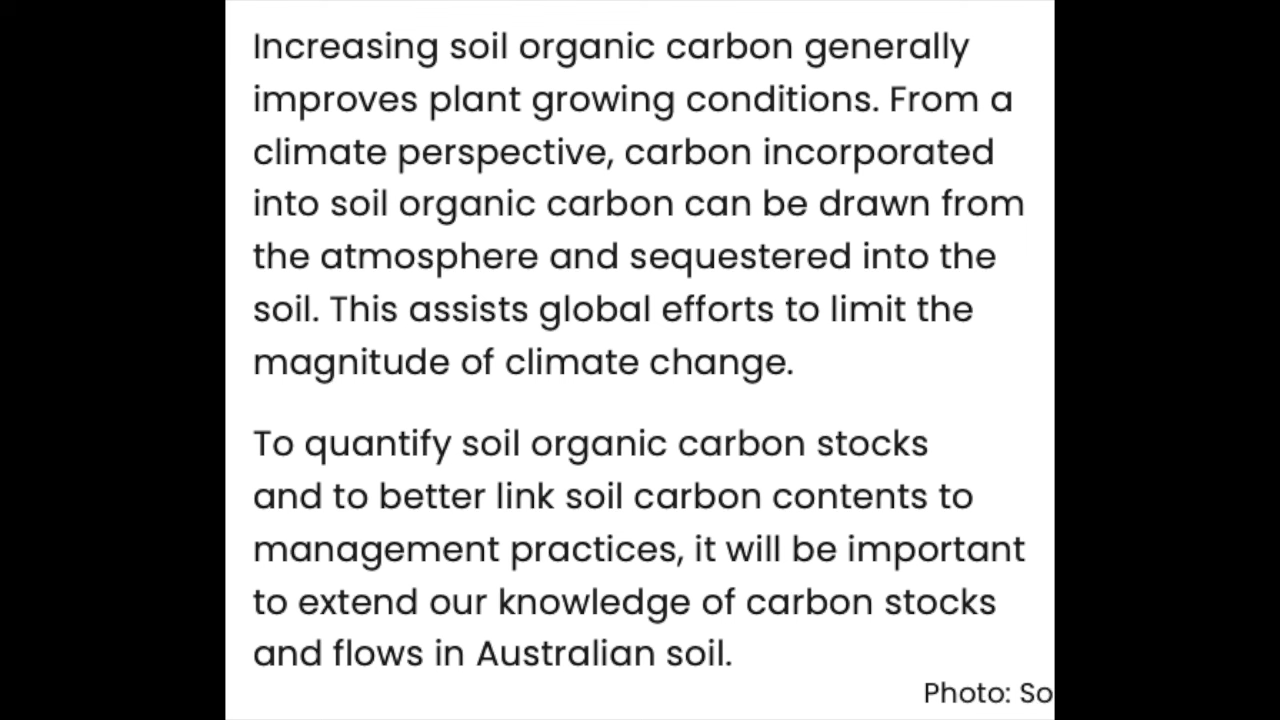 Increasing soil organic carbon generally
improves plant growing conditions. From a
climate perspective, carbon incorporated
into soil organic carbon can be drawn from
the atmosphere and sequestered into the
soil. This assists global efforts to limit the
magnitude of climate change.
To quantify soil organic carbon stocks
and to better link soil carbon contents to
management practices, it will be important
to extend our knowledge of carbon stocks
and flows in Australian soil.
Photo: So